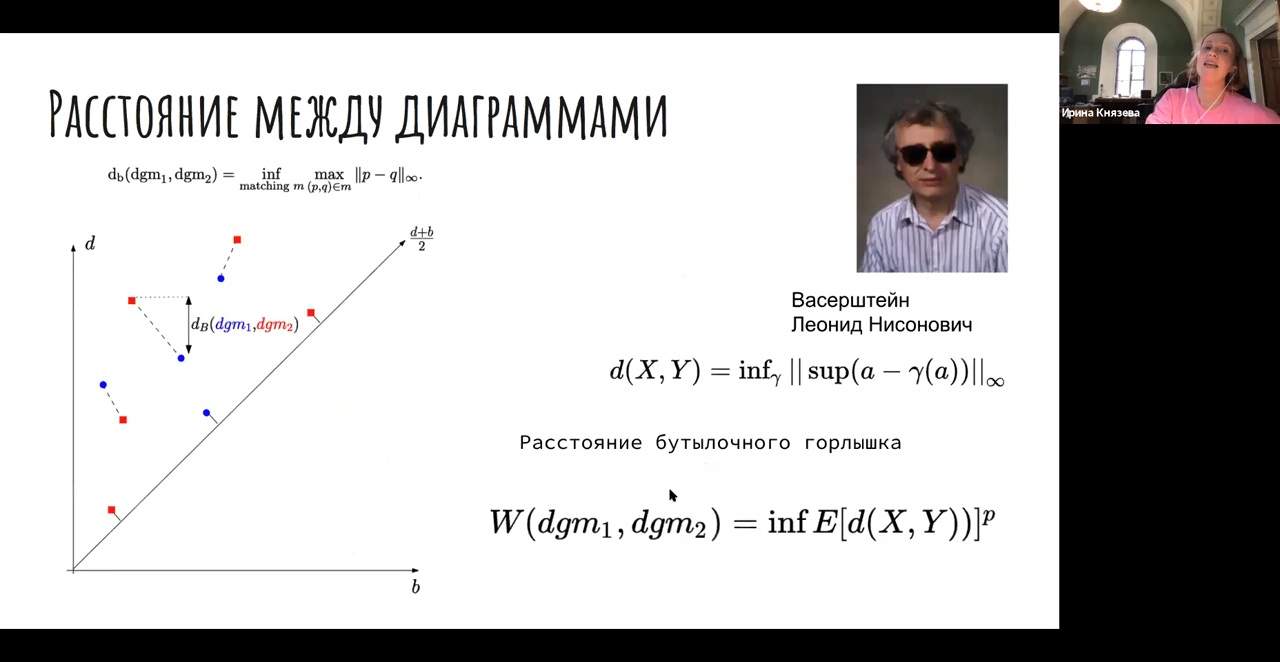 Расстояние между диаграммами
d_b(dgm_1, dgm_2) = inf_{matching m} max_{(p,q)∈m} ||p − q||_∞.
d
\frac{d+b}{2}
d_B(dgm_1,dgm_2)
b
Васерштейн
Леонид Нисонович
d(X, Y) = inf_γ || sup(a − γ(a))||_∞
Расстояние бутылочного горлышка
W(dgm_1, dgm_2) = inf E[d(X, Y))]^p
Ирина Князева